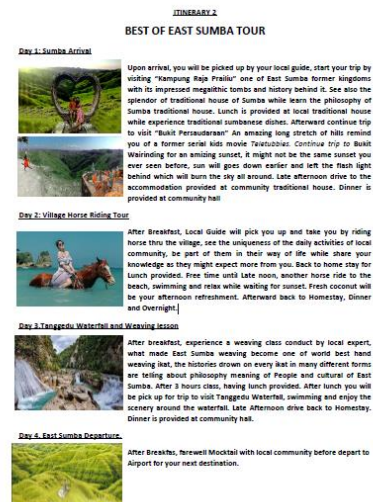 ITINERARY 2
BEST OF EAST SUMBA TOUR
Day 1: Sumba Arrival
Upon arrival, you will be picked up by your local guide, start your trip by
visiting "Kampung Raja Prailiu" one of East Sumba former kingdoms
with its impressed megalithic tombs and history behind it. See also the
splendor of traditional house of Sumba while learn the philosophy of
Sumba traditional house. Lunch is provided at local traditional house
while experience traditional sumbanese dishes. Afterward continue trip
to visit "Bukit Persaudaraan" An amazing long stretch of hills remind
you of a former serial kids movie Teletubbies. Continue trip to Bukit
Wairinding for an amizing sunset, it might not be the same sunset you
ever seen before, sun will goes down earlier and left the flash light
behind which will burn the sky all around. Late afternoon drive to the
accommodation provided at community traditional house. Dinner is
provided at community hall
Day 2: Village Horse Riding Tour
After Breakfast, Local Guide will pick you up and take you by riding
horse thru the village, see the uniqueness of the daily activities of local
community, be part of them in their way of life while share your
knowledge as they might expect more from you. Back to home stay for
Lunch provided. Free time until Late noon, another horse ride to the
beach, swimming and relax while waiting for sunset. Fresh coconut will
be your afternoon refreshment. Afterward back to Homestay, Dinner
and Overnight.
Day 3.Tanggedu Waterfall and Weaving lesson
After breakfast, experience a weaving class conduct by local expert,
what made East Sumba weaving become one of world best hand
weaving ikat, the histories drown on every ikat in many different forms
are telling about philosophy meaning of People and cultural of East
Sumba. After 3 hours class, having lunch provided. After lunch you will
be pick up for trip to visit Tanggedu Waterfall, swimming and enjoy the
scenery around the waterfall. Late Afternoon drive back to Homestay.
Dinner is provided at community hall.
Day 4. East Sumba Departure.
After Breakfas, farewell Mocktail with local community before depart to
Airport for your next destination.